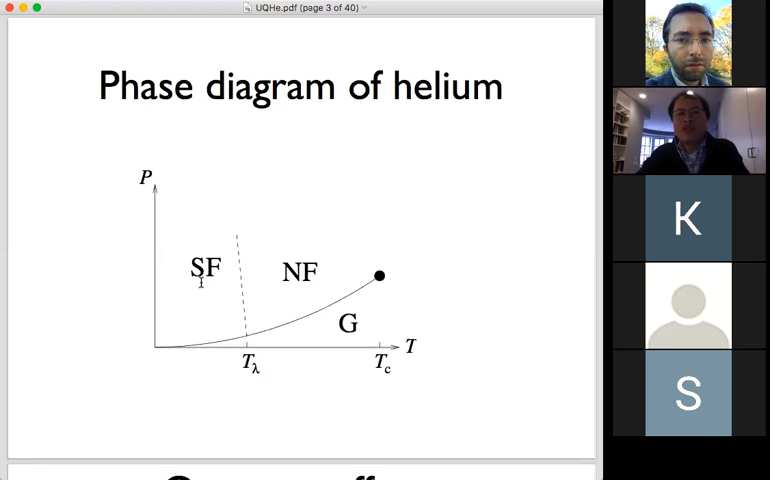 UQHe.pdf (page 3 of 40)
Phase diagram of helium
P
SF
NF
G
T
Tλ
Tc
K
S